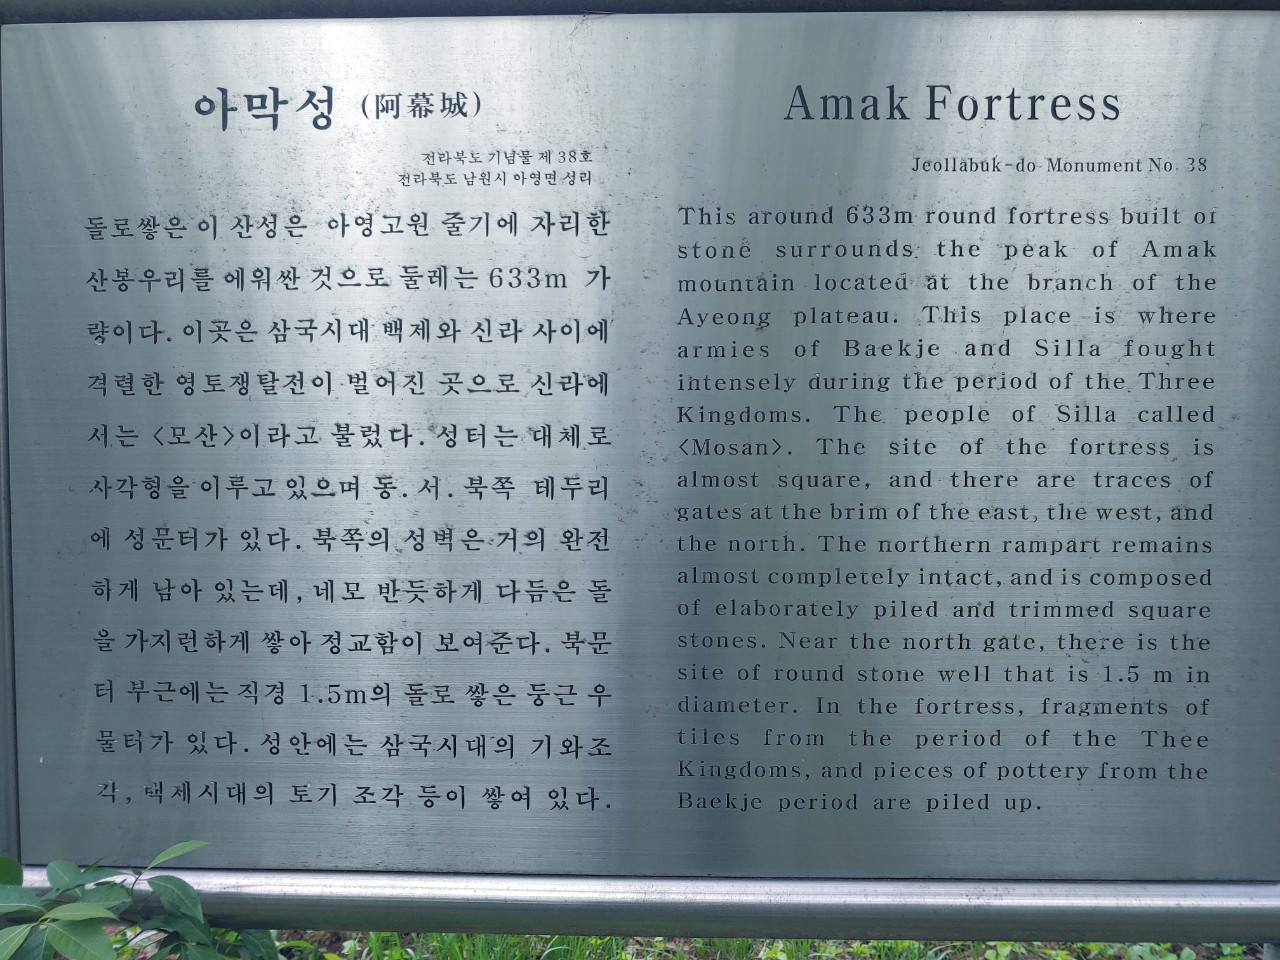 아막성 (阿幕城)
전라북도 기념물 제 38호
전라북도 남원시 아영면 성리
돌로쌓은 이 산성은 아영고원 줄기에 자리한
산봉우리를 에워싼 것으로 둘레는 633m 가
량이다. 이곳은 삼국시대 백제와 신라 사이에
격렬한 영토쟁탈전이 벌어진 곳으로 신라에
서는 <모산>이라고 불렀다. 성터는 대체로
사각형을 이루고 있으며 동. 서. 북쪽 테두리
에 성문터가 있다. 북쪽의 성벽은 거의 완전
하게 남아 있는데, 네모 반듯하게 다듬은 돌
을 가지런하게 쌓아 정교함이 보여준다. 북문
터 부근에는 직경 1.5m의 돌로 쌓은 둥근 우
물터가 있다. 성안에는 삼국시대의 기와조
각, 백제시대의 토기 조각 등이 쌓여 있다.
Amak Fortress
Jeollabuk-do Monument No. 38
This around 633m round fortress built of
stone surrounds the peak of Amak
mountain located at the branch of the
Ayeong plateau. This place is where
armies of Baekje and Silla fought
intensely during the period of the Three
Kingdoms. The people of Silla called
<Mosan>. The site of the fortress is
almost square, and there are traces of
gates at the brim of the east, the west, and
the north. The northern rampart remains
almost completely intact, and is composed
of elaborately piled and trimmed square
stones. Near the north gate, there is the
site of round stone well that is 1.5 m in
diameter. In the fortress, fragments of
tiles from the period of the Thee
Kingdoms, and pieces of pottery from the
Baekje period are piled up.